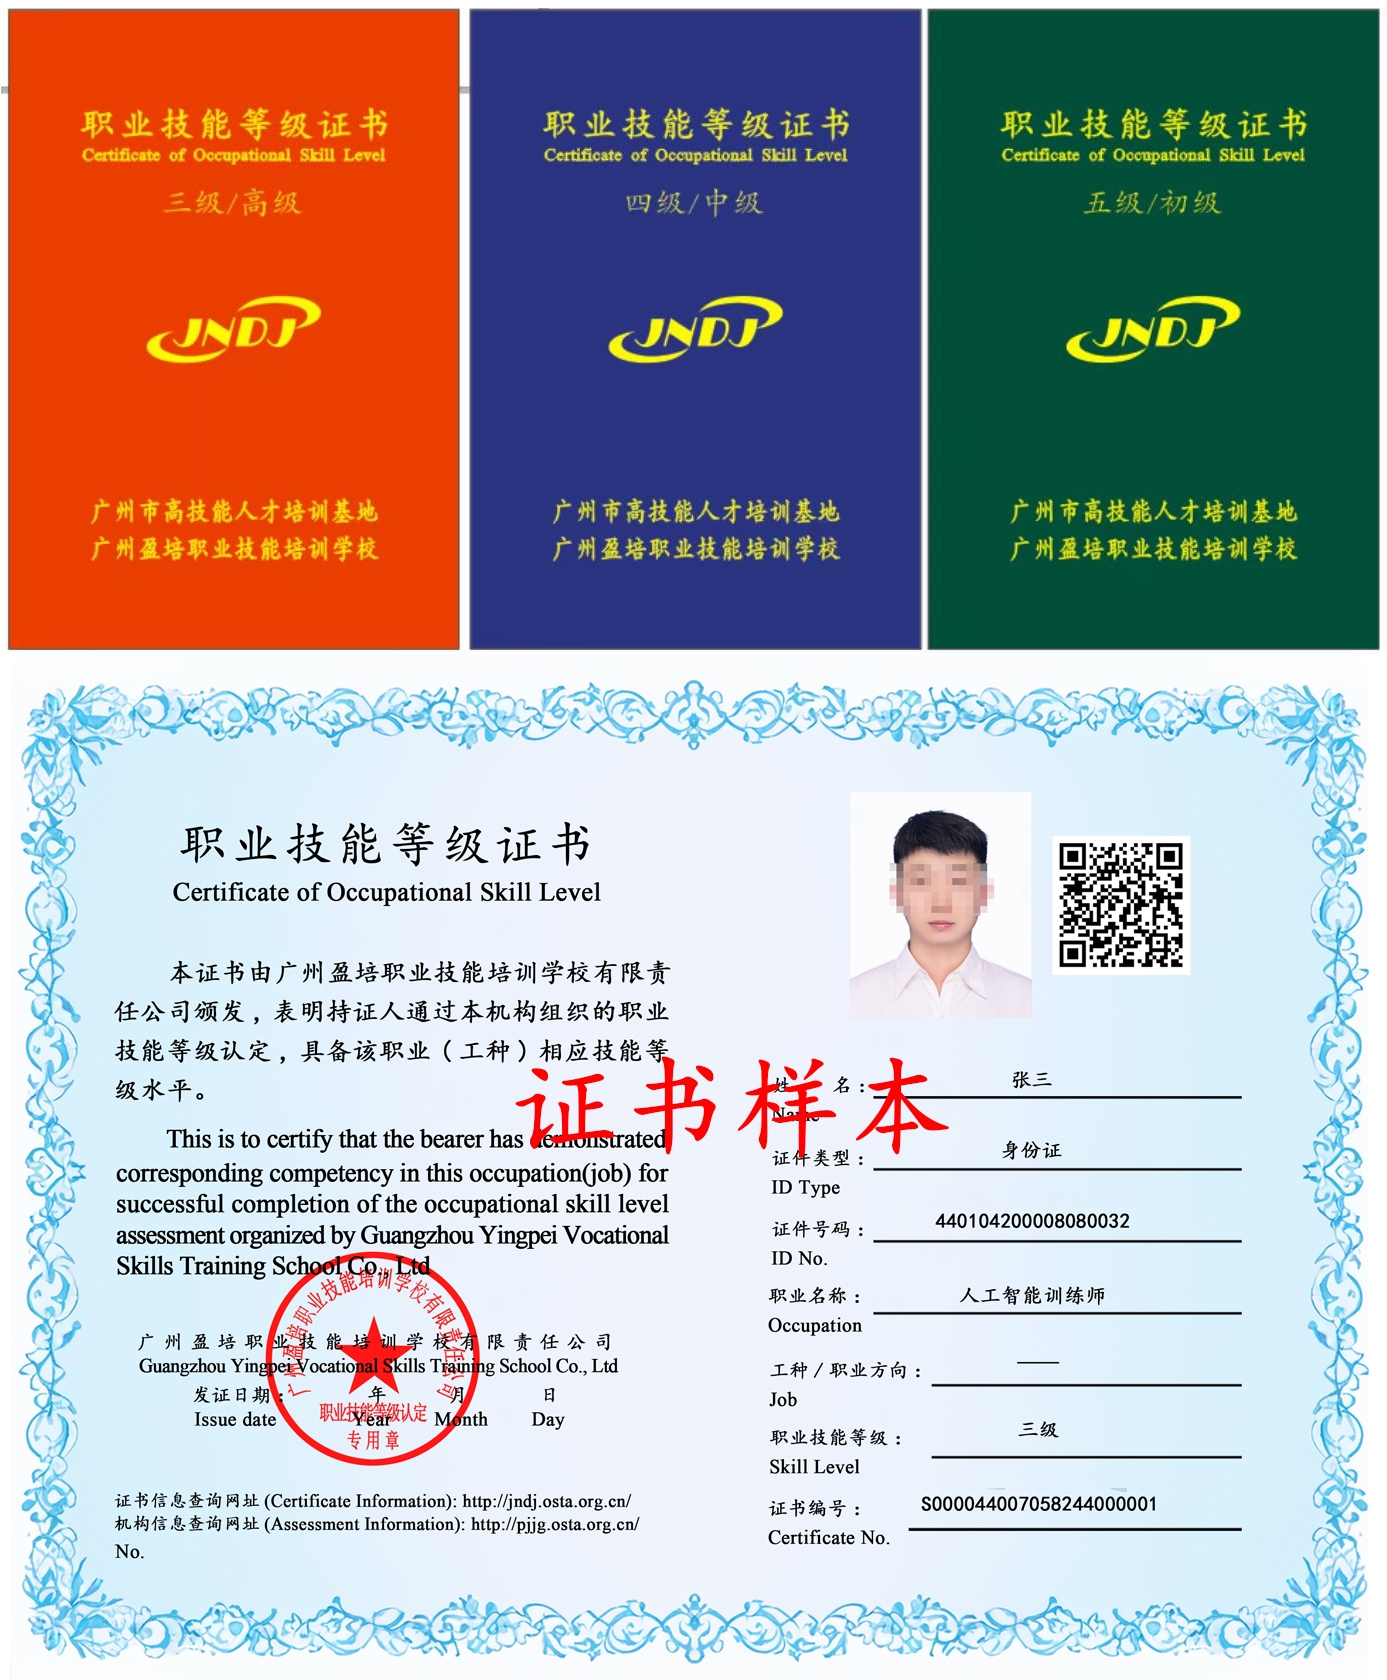 职业技能等级证书
Certificate of Occupational Skill Level
三级/高级
JNDJ
广州市高技能人才培训基地
广州盈培职业技能培训学校
职业技能等级证书
Certificate of Occupational Skill Level
四级/中级
JNDJ
广州市高技能人才培训基地
广州盈培职业技能培训学校
职业技能等级证书
Certificate of Occupational Skill Level
五级/初级
JNDJ
广州市高技能人才培训基地
广州盈培职业技能培训学校
职业技能等级证书
Certificate of Occupational Skill Level
本证书由广州盈培职业技能培训学校有限责
任公司颁发，表明持证人通过本机构组织的职业
技能等级认定，具备该职业（工种）相应技能等
级水平。
This is to certify that the bearer has demonstrated
corresponding competency in this occupation(job) for
successful completion of the occupational skill level
assessment organized by Guangzhou Yingpei Vocational
Skills Training School Co., Ltd
广州盈培职业技能培训学校有限责任公司
Guangzhou Yingpei Vocational Skills Training School Co., Ltd
发证日期： 年 月 日
Issue date Year Month Day
广州盈培职业技能培训学校有限责任公司
职业技能等级认定
专用章
证书信息查询网址 (Certificate Information): http://jndj.osta.org.cn/
机构信息查询网址 (Assessment Information): http://pjjg.osta.org.cn/
No.
证书样本
姓 名： 张三
Name
证件类型： 身份证
ID Type
证件号码： 440104200008080032
ID No.
职业名称： 人工智能训练师
Occupation
工种 / 职业方向： ——
Job
职业技能等级： 三级
Skill Level
证书编号： S000044007058244000001
Certificate No.